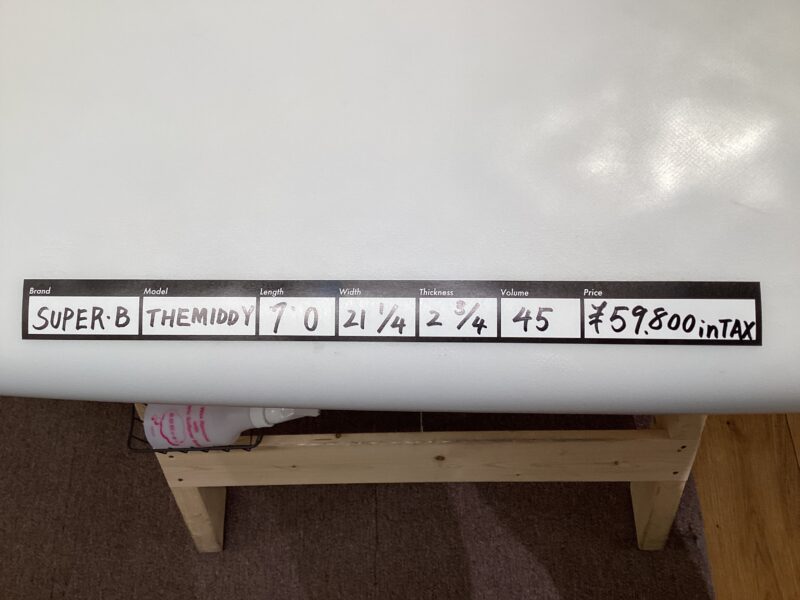 Brand Model Length Width Thickness Volume Price
SUPER・B THEMIDDY 7'0 21 1/4 2 3/4 45 ¥59.800 inTAX